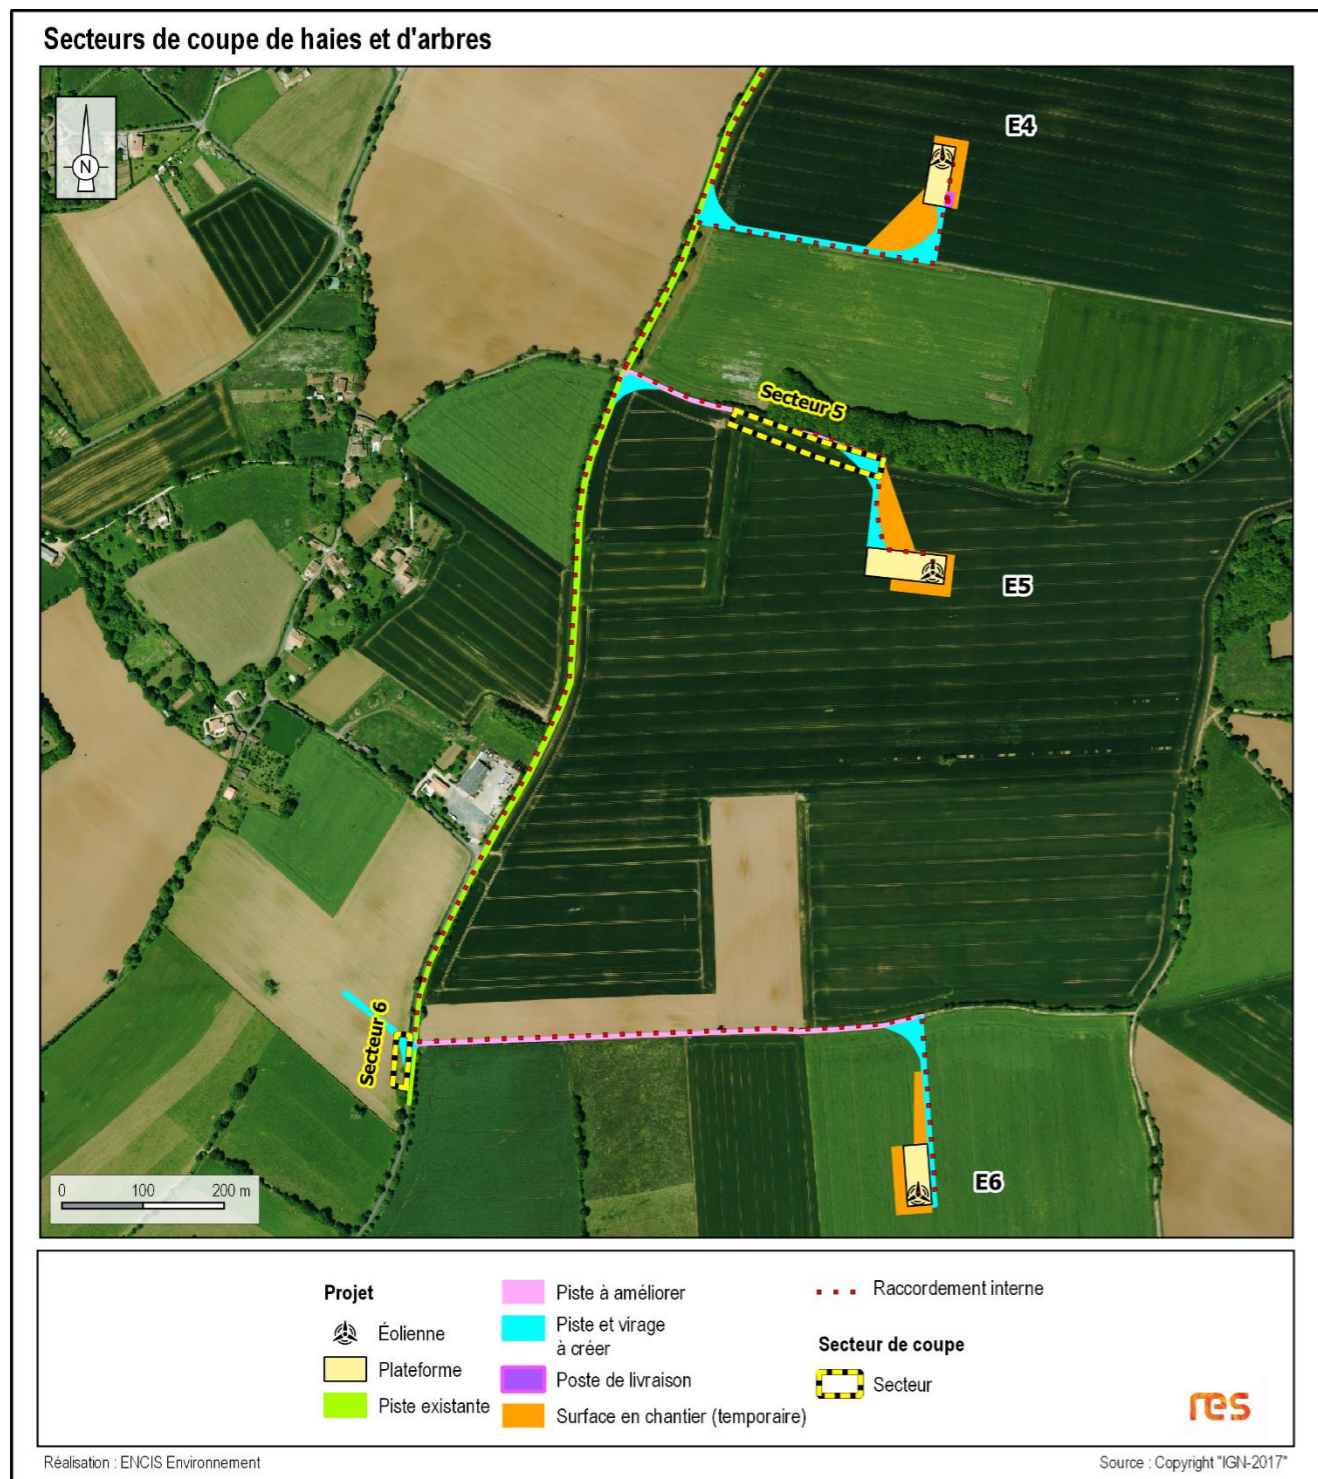 Secteurs de coupe de haies et d'arbres
N
E4
Secteur 5
E5
Secteur 6
E6
0 100 200 m
Projet
Éolienne
Plateforme
Piste existante
Piste à améliorer
Piste et virage
à créer
Poste de livraison
Surface en chantier (temporaire)
Raccordement interne
Secteur de coupe
Secteur
res
Réalisation : ENCIS Environnement
Source : Copyright "IGN-2017"